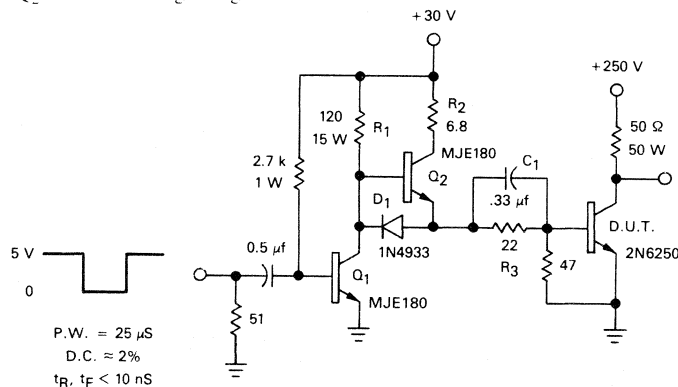 +30 V
+250 V
120
15 W
R1
R2
6.8
50 Ω
50 W
2.7 k
1 W
MJE180
Q2
C1
.33 μf
D1
1N4933
D.U.T.
2N6250
5 V
0
0.5 μf
Q1
MJE180
22
R3
47
51
P.W. = 25 μS
D.C. ≈ 2%
tR, tF < 10 nS